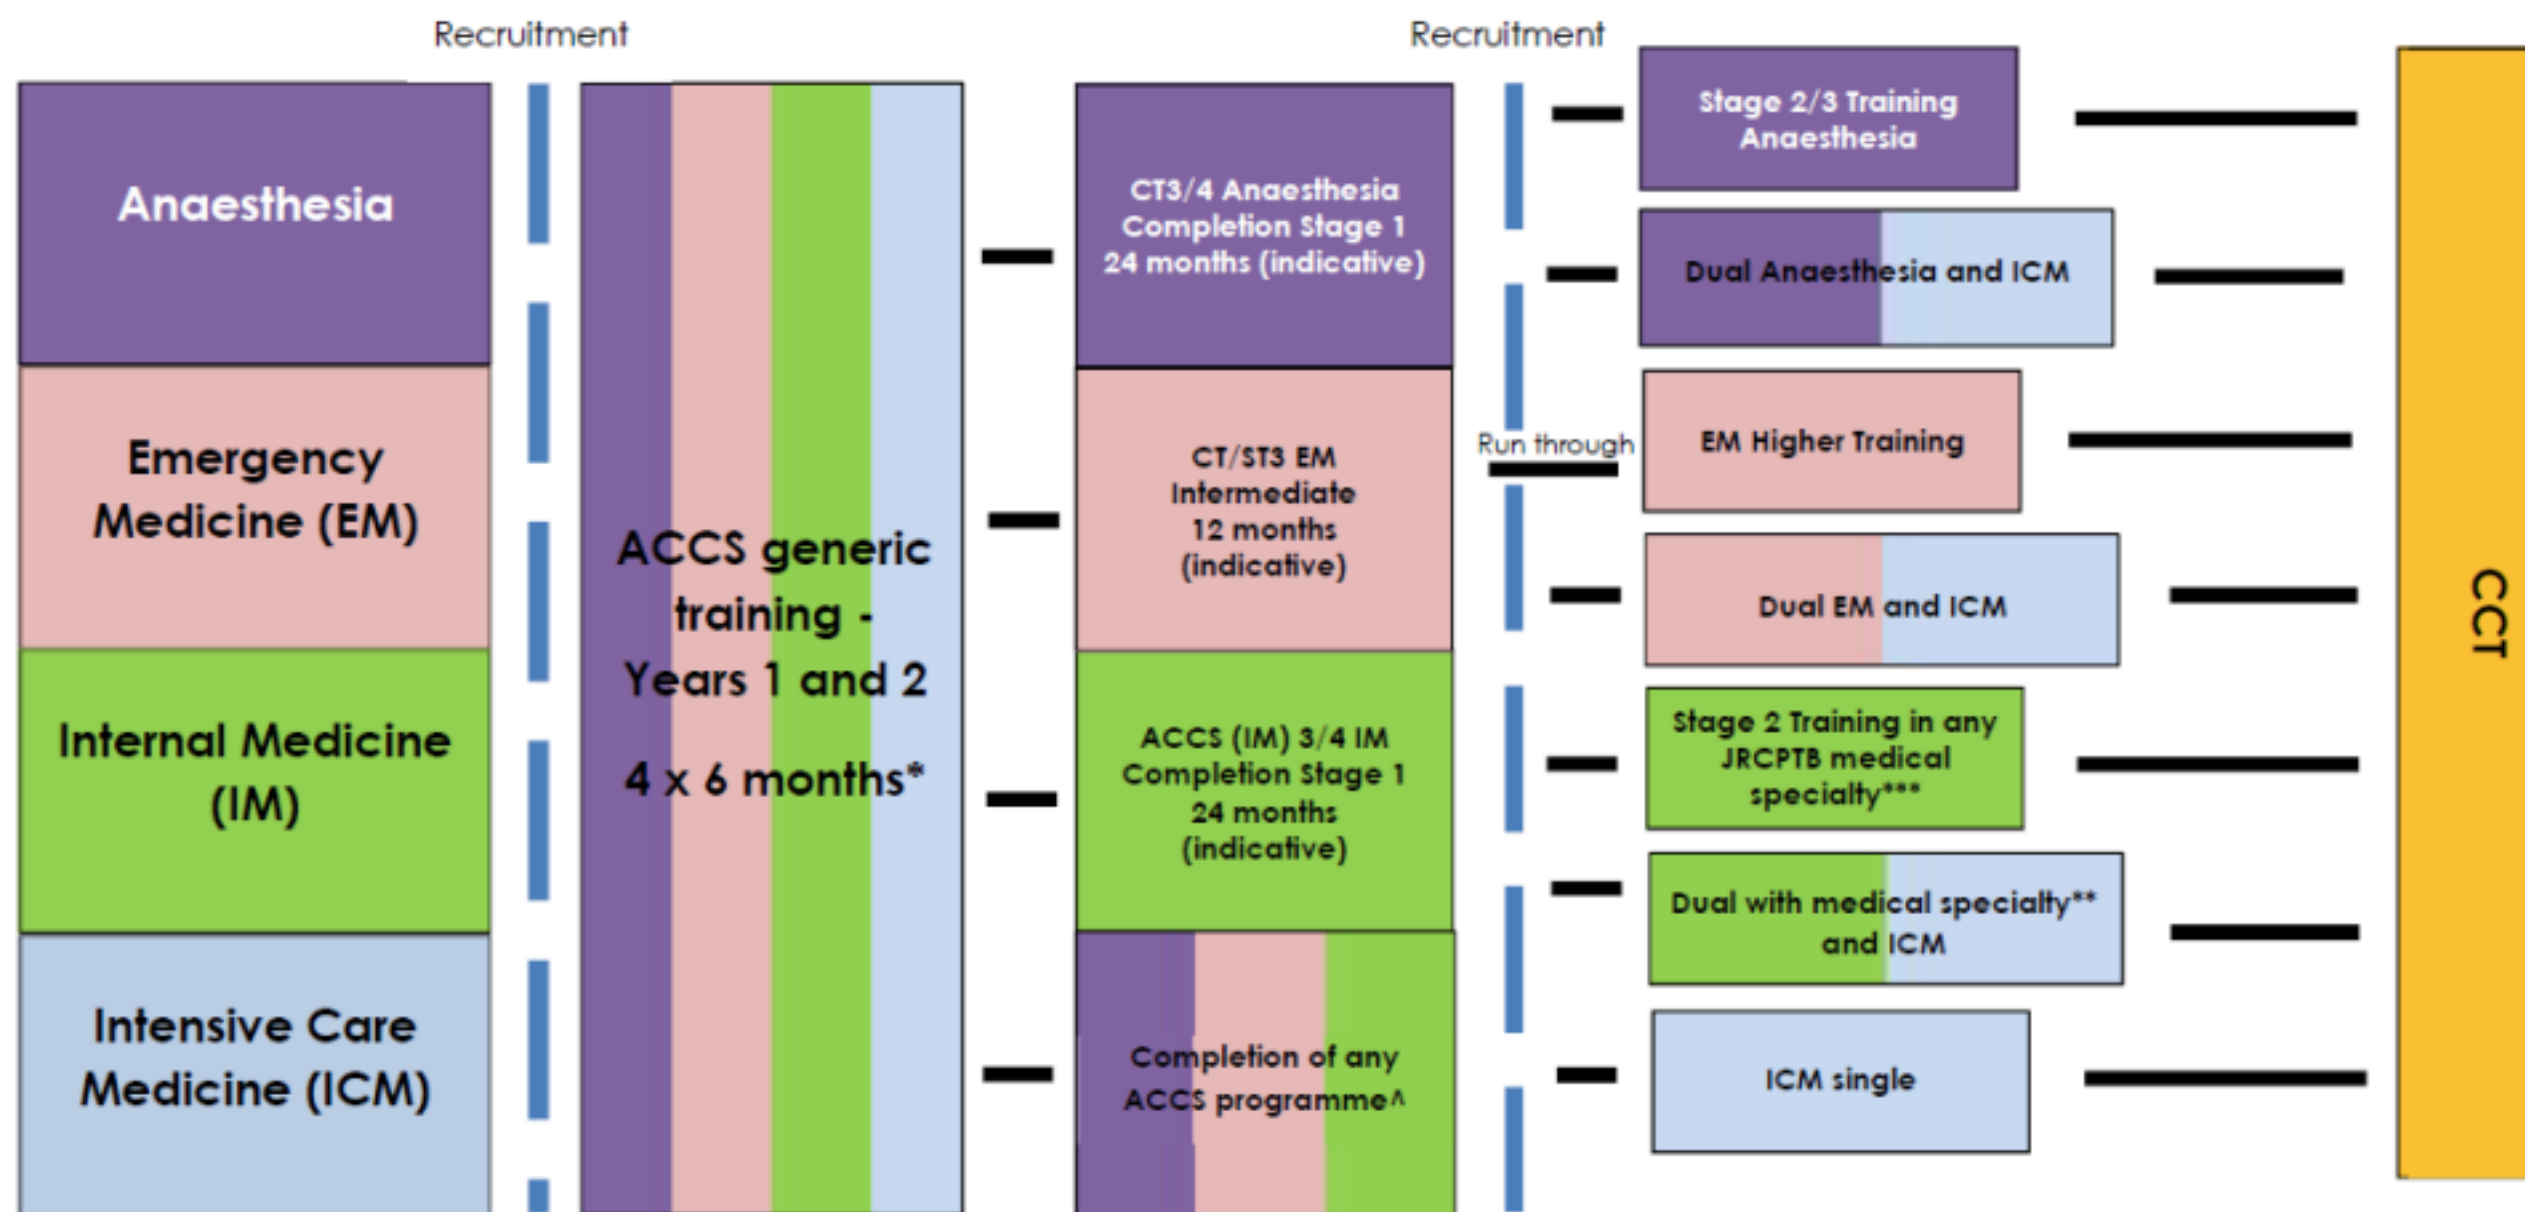 Recruitment
Recruitment
Anaesthesia
Emergency
Medicine (EM)
Internal Medicine
(IM)
Intensive Care
Medicine (ICM)
ACCS generic
training -
Years 1 and 2
4 x 6 months*
CT3/4 Anaesthesia
Completion Stage 1
24 months (indicative)
CT/ST3 EM
Intermediate
12 months
(indicative)
ACCS (IM) 3/4 IM
Completion Stage 1
24 months
(indicative)
Completion of any
ACCS programme^
Run through
Stage 2/3 Training
Anaesthesia
Dual Anaesthesia and ICM
EM Higher Training
Dual EM and ICM
Stage 2 Training in any
JRCPTB medical
specialty***
Dual with medical specialty**
and ICM
ICM single
CCT